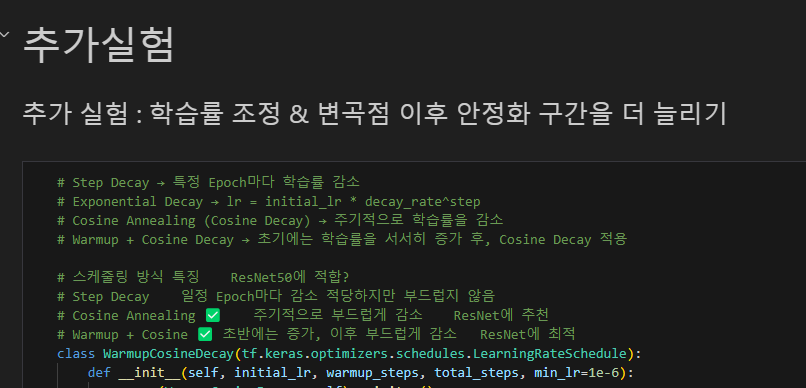 추가실험
추가 실험 : 학습률 조정 & 변곡점 이후 안정화 구간을 더 늘리기
# Step Decay → 특정 Epoch마다 학습률 감소
# Exponential Decay → lr = initial_lr * decay_rate^step
# Cosine Annealing (Cosine Decay) → 주기적으로 학습률을 감소
# Warmup + Cosine Decay → 초기에는 학습률을 서서히 증가 후, Cosine Decay 적용
# 스케줄링 방식 특징 ResNet50에 적합?
# Step Decay 일정 Epoch마다 감소 적당하지만 부드럽지 않음
# Cosine Annealing ✅ 주기적으로 부드럽게 감소 ResNet에 추천
# Warmup + Cosine ✅ 초반에는 증가, 이후 부드럽게 감소 ResNet에 최적
class WarmupCosineDecay(tf.keras.optimizers.schedules.LearningRateSchedule):
def __init__(self, initial_lr, warmup_steps, total_steps, min_lr=1e-6):